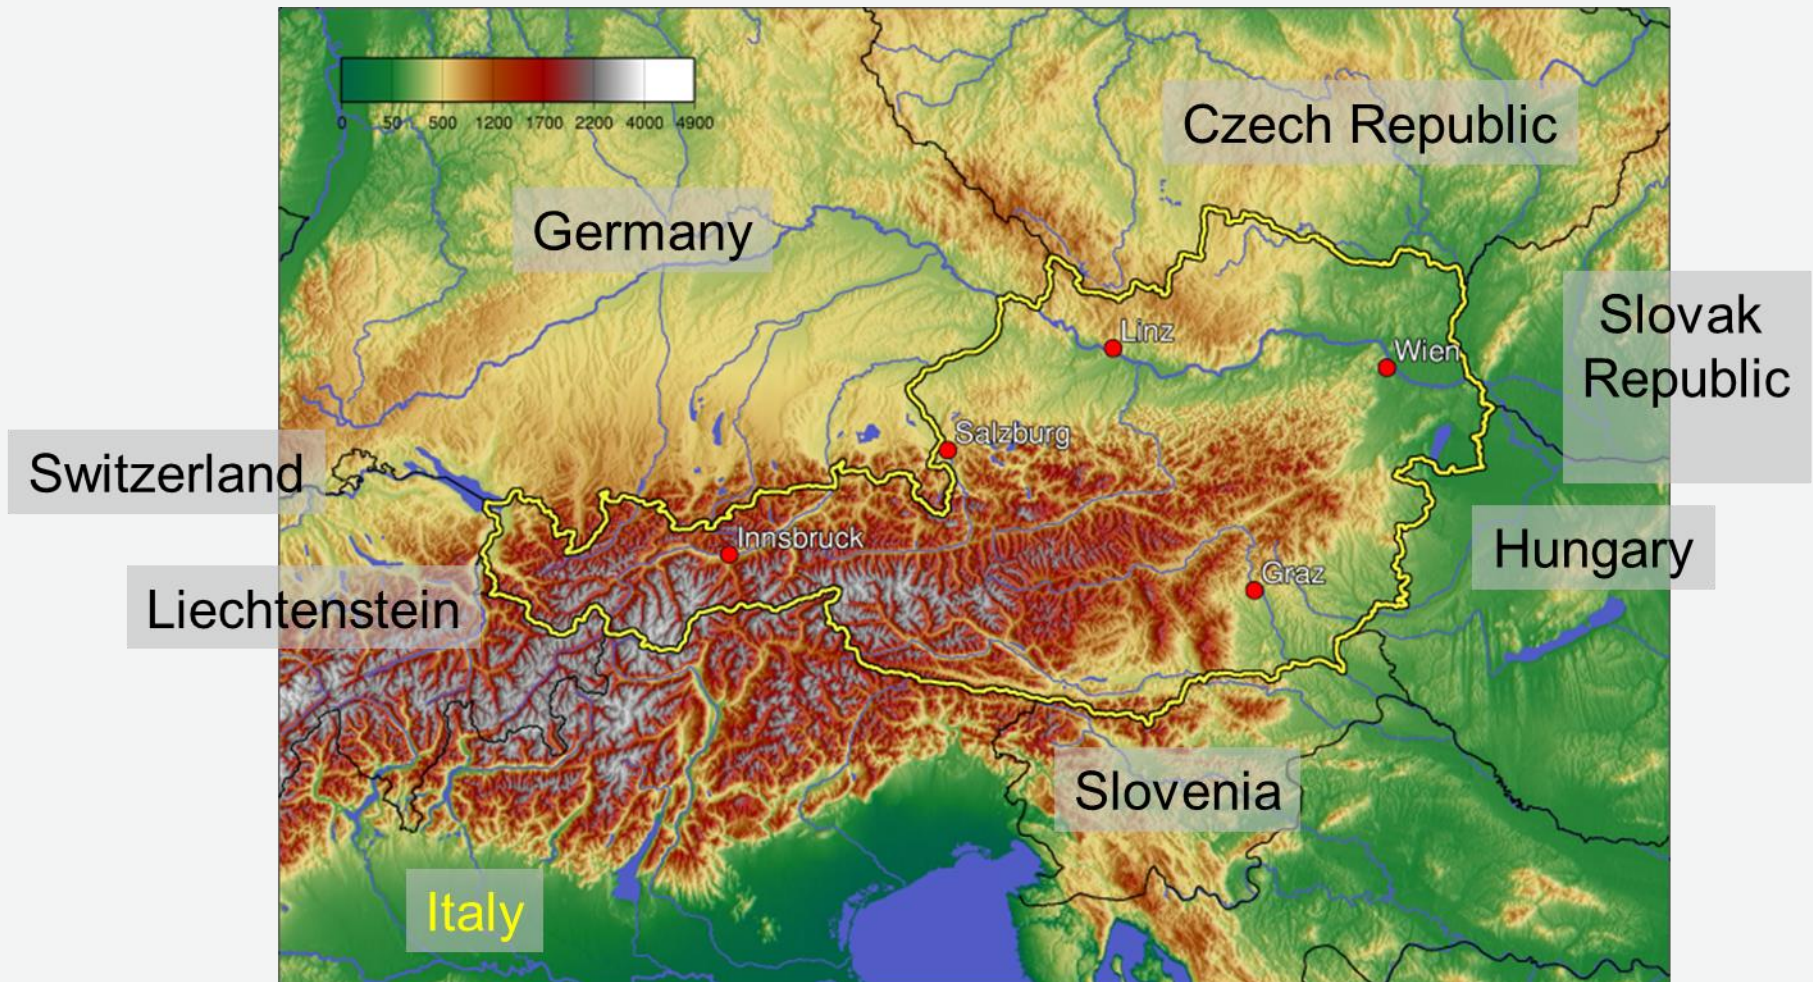 0 50 500 1200 1700 2200 4000 4900
Czech Republic
Germany
Slovak
Republic
Linz
Wien
Salzburg
Switzerland
Innsbruck
Hungary
Graz
Liechtenstein
Slovenia
Italy